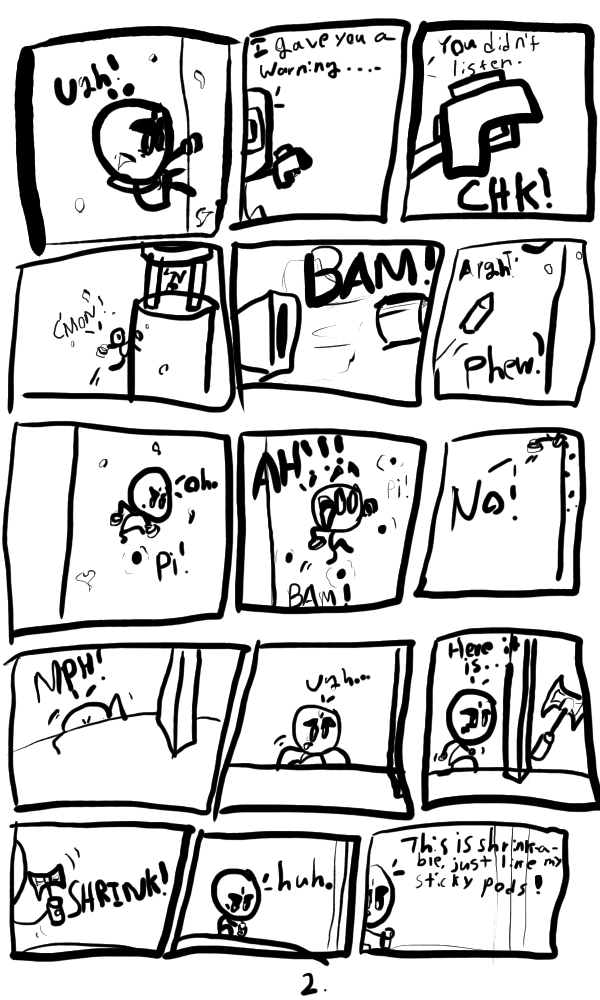 Ugh!
I gave you a
warning....
You didn't
listen.
CHK!
C'MON!
BAM!
Argh!
Phew!
Oh.
Pi!
AH!!!
Pi!
BAM!
No!
MPH!
Ugh...
Here it
is...
SHRINK!
huh.
This is shrink-a-
ble, just like my
sticky pods!
2.